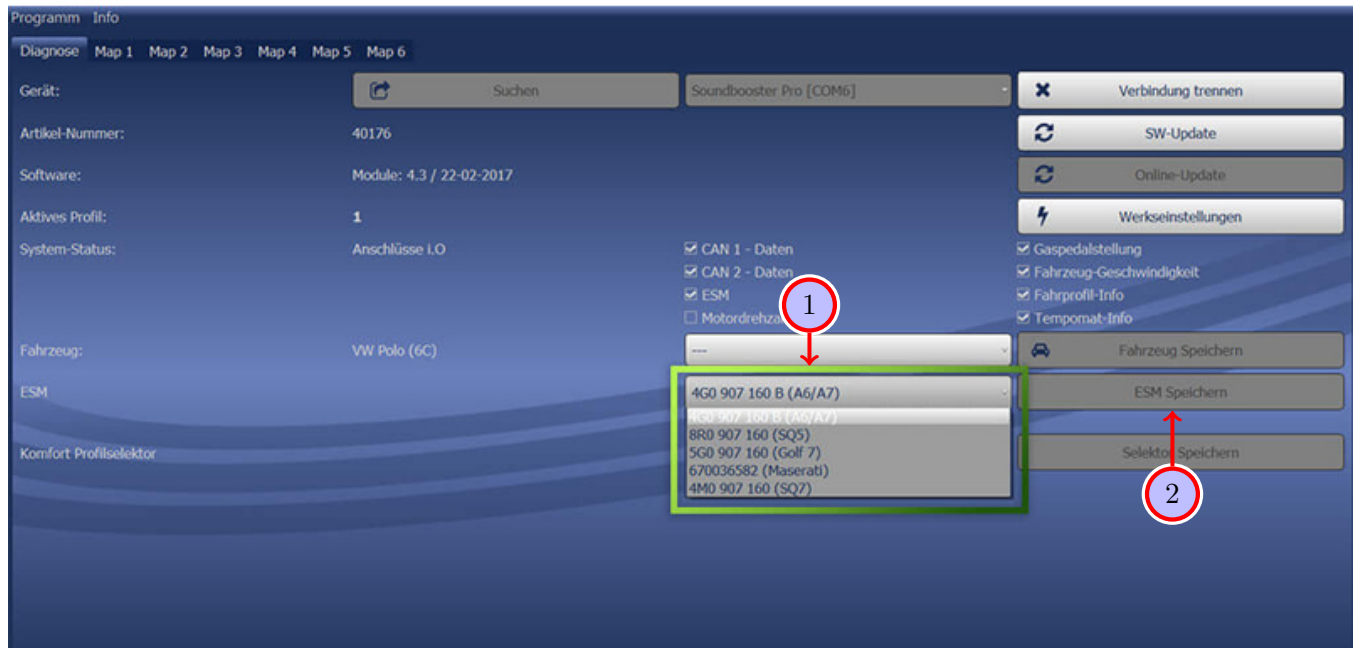 Programm Info
Diagnose Map 1 Map 2 Map 3 Map 4 Map 5 Map 6
Gerät: Suchen Soundbooster Pro [COM6] Verbindung trennen
Artikel-Nummer: 40176 SW-Update
Software: Module: 4.3 / 22-02-2017 Online-Update
Aktives Profil: 1 Werkseinstellungen
System-Status: Anschlüsse i.O CAN 1 - Daten Gaspedalstellung
CAN 2 - Daten Fahrzeug-Geschwindigkeit
ESM Fahrprofil-Info
1
Tempomat-Info
Fahrzeug: VW Polo (6C) --- Fahrzeug Speichern
ESM 4G0 907 160 B (A6/A7) ESM Speichern
4G0 907 160 B (A6/A7)
8R0 907 160 (SQ5)
Komfort Profilselektor 5G0 907 160 (Golf 7) Speichern
670036582 (Maserati)
4M0 907 160 (SQ7)
2